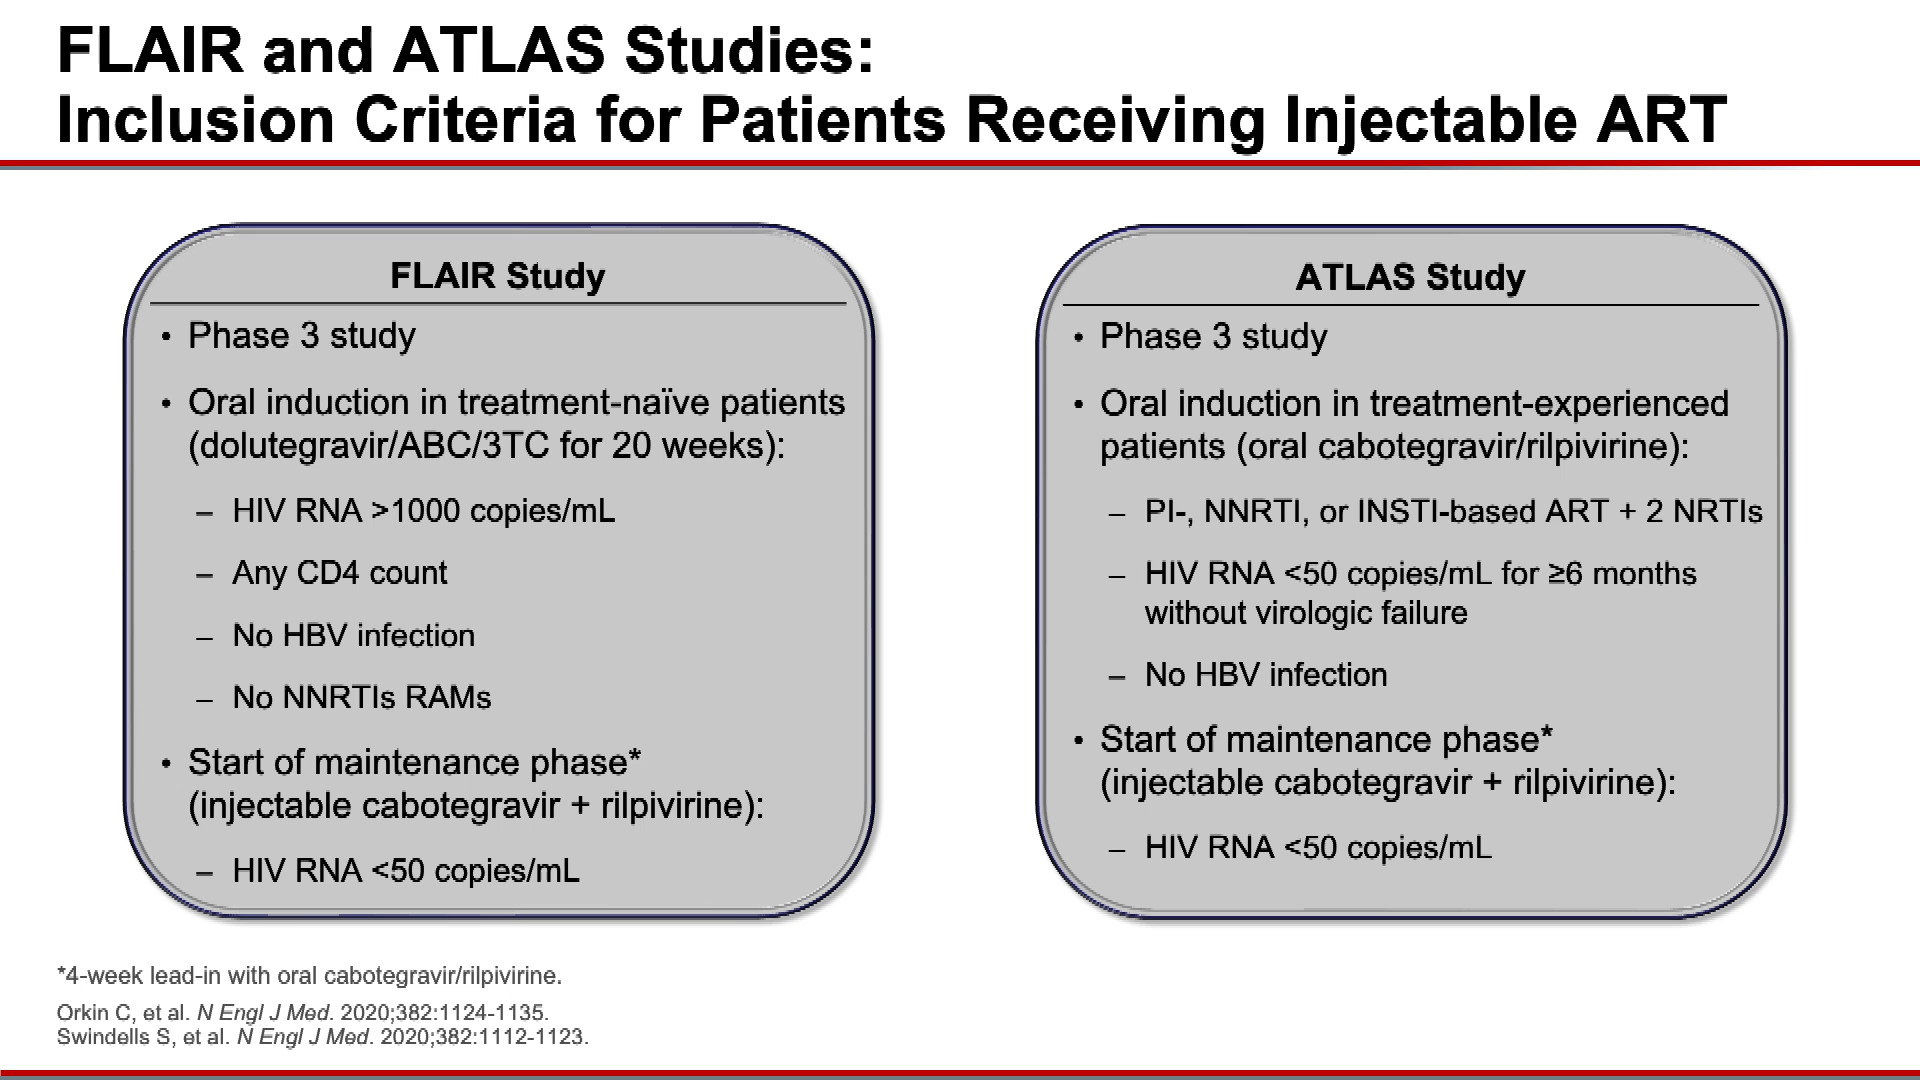 FLAIR and ATLAS Studies:
Inclusion Criteria for Patients Receiving Injectable ART
FLAIR Study
• Phase 3 study
• Oral induction in treatment-naïve patients
(dolutegravir/ABC/3TC for 20 weeks):
– HIV RNA >1000 copies/mL
– Any CD4 count
– No HBV infection
– No NNRTIs RAMs
• Start of maintenance phase*
(injectable cabotegravir + rilpivirine):
– HIV RNA <50 copies/mL
ATLAS Study
• Phase 3 study
• Oral induction in treatment-experienced
patients (oral cabotegravir/rilpivirine):
– PI-, NNRTI, or INSTI-based ART + 2 NRTIs
– HIV RNA <50 copies/mL for ≥6 months
without virologic failure
– No HBV infection
• Start of maintenance phase*
(injectable cabotegravir + rilpivirine):
– HIV RNA <50 copies/mL
*4-week lead-in with oral cabotegravir/rilpivirine.
Orkin C, et al. N Engl J Med. 2020;382:1124-1135.
Swindells S, et al. N Engl J Med. 2020;382:1112-1123.